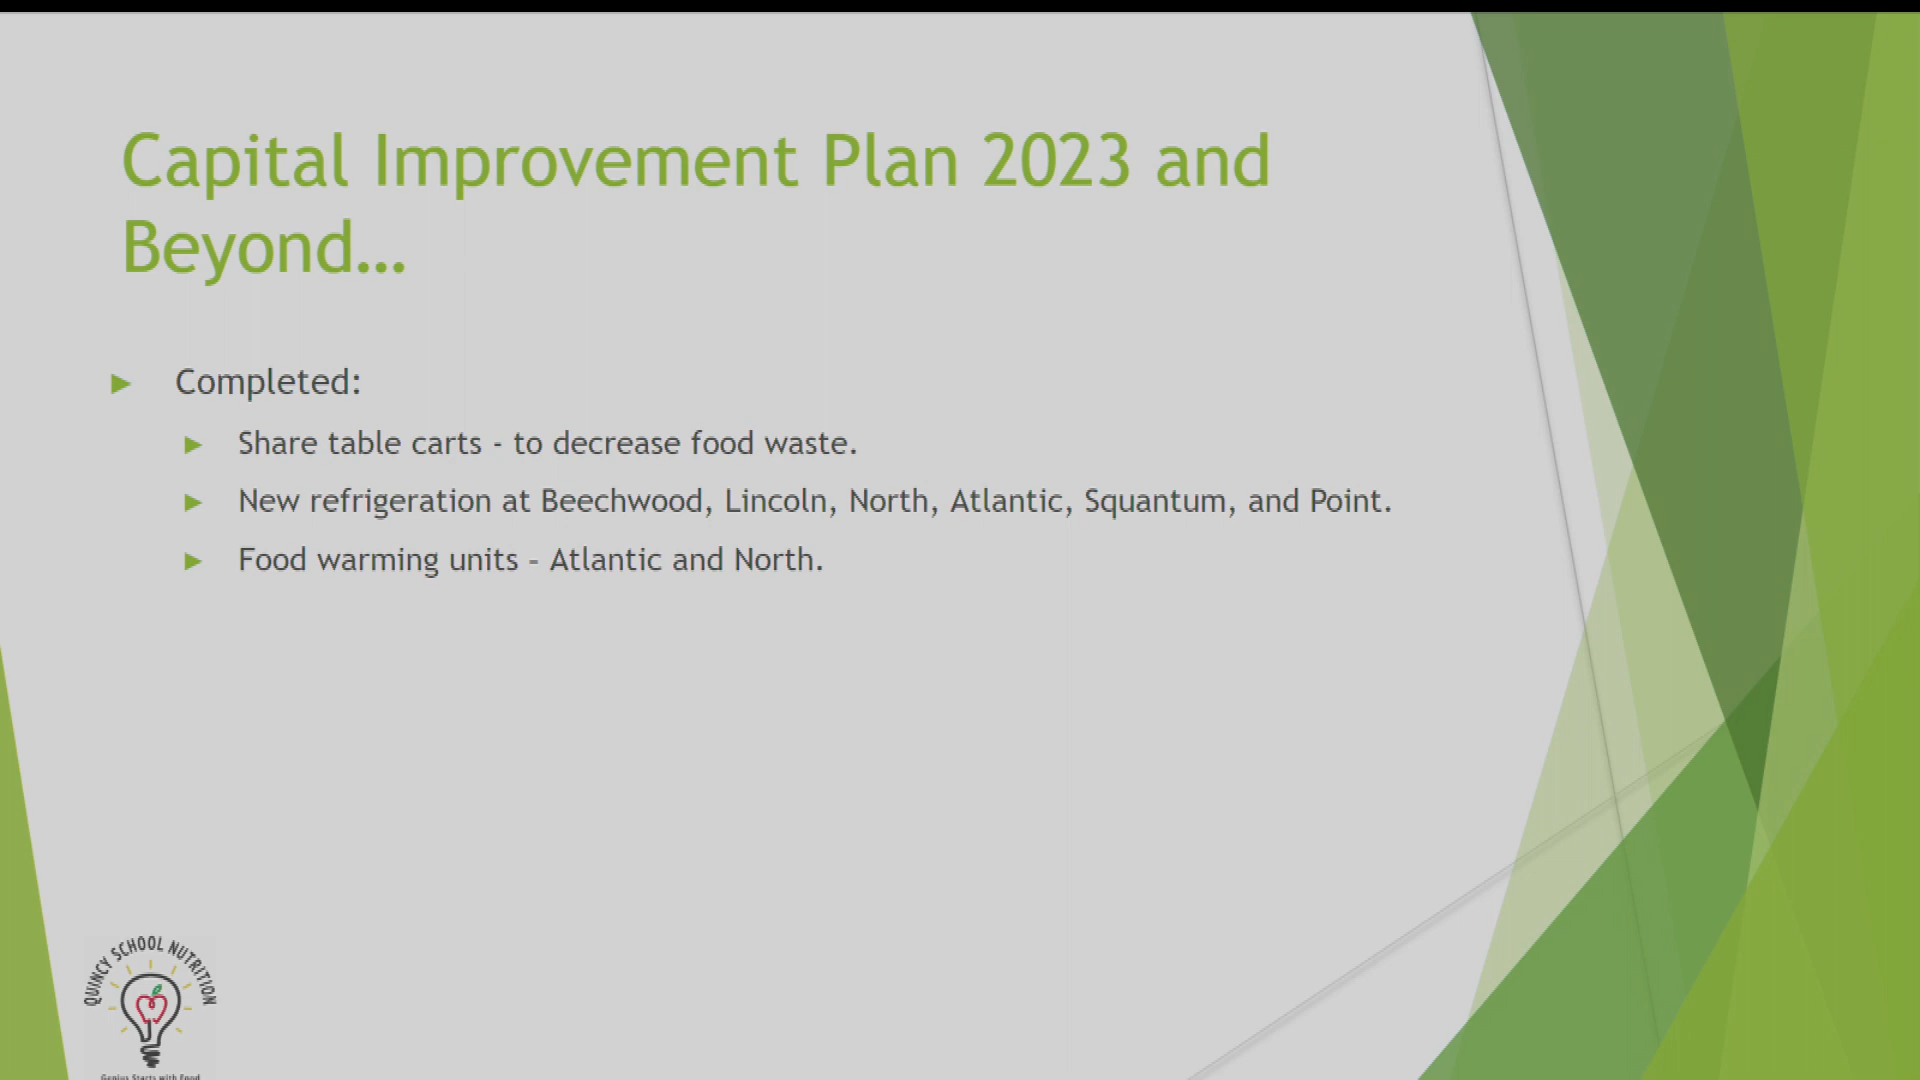 Capital Improvement Plan 2023 and
Beyond...
Completed:
Share table carts - to decrease food waste.
New refrigeration at Beechwood, Lincoln, North, Atlantic, Squantum, and Point.
Food warming units – Atlantic and North.
QUINCY SCHOOL NUTRITION
Genius Starts with Food